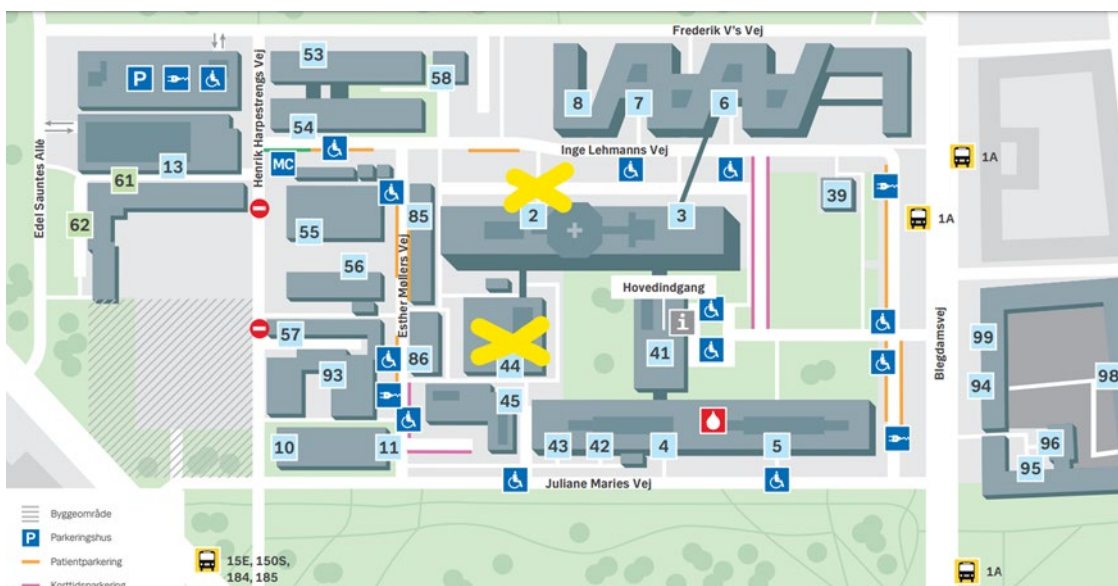 Frederik V's Vej
53
58
P
8
7
6
54
Inge Lehmanns Vej
Henrik Harpestrengs Vej
Edel Sauntes Allé
MC
13
61
62
1A
39
1A
85
2
3
55
Esther Møllers Vej
56
Hovedindgang
i
57
86
44
41
93
99
94
98
Blegdamsvej
45
10
11
43
42
4
5
96
95
Juliane Maries Vej
Byggeområde
P Parkeringshus
Patientparkering
Korttidsparkering
15E, 150S,
184, 185
1A